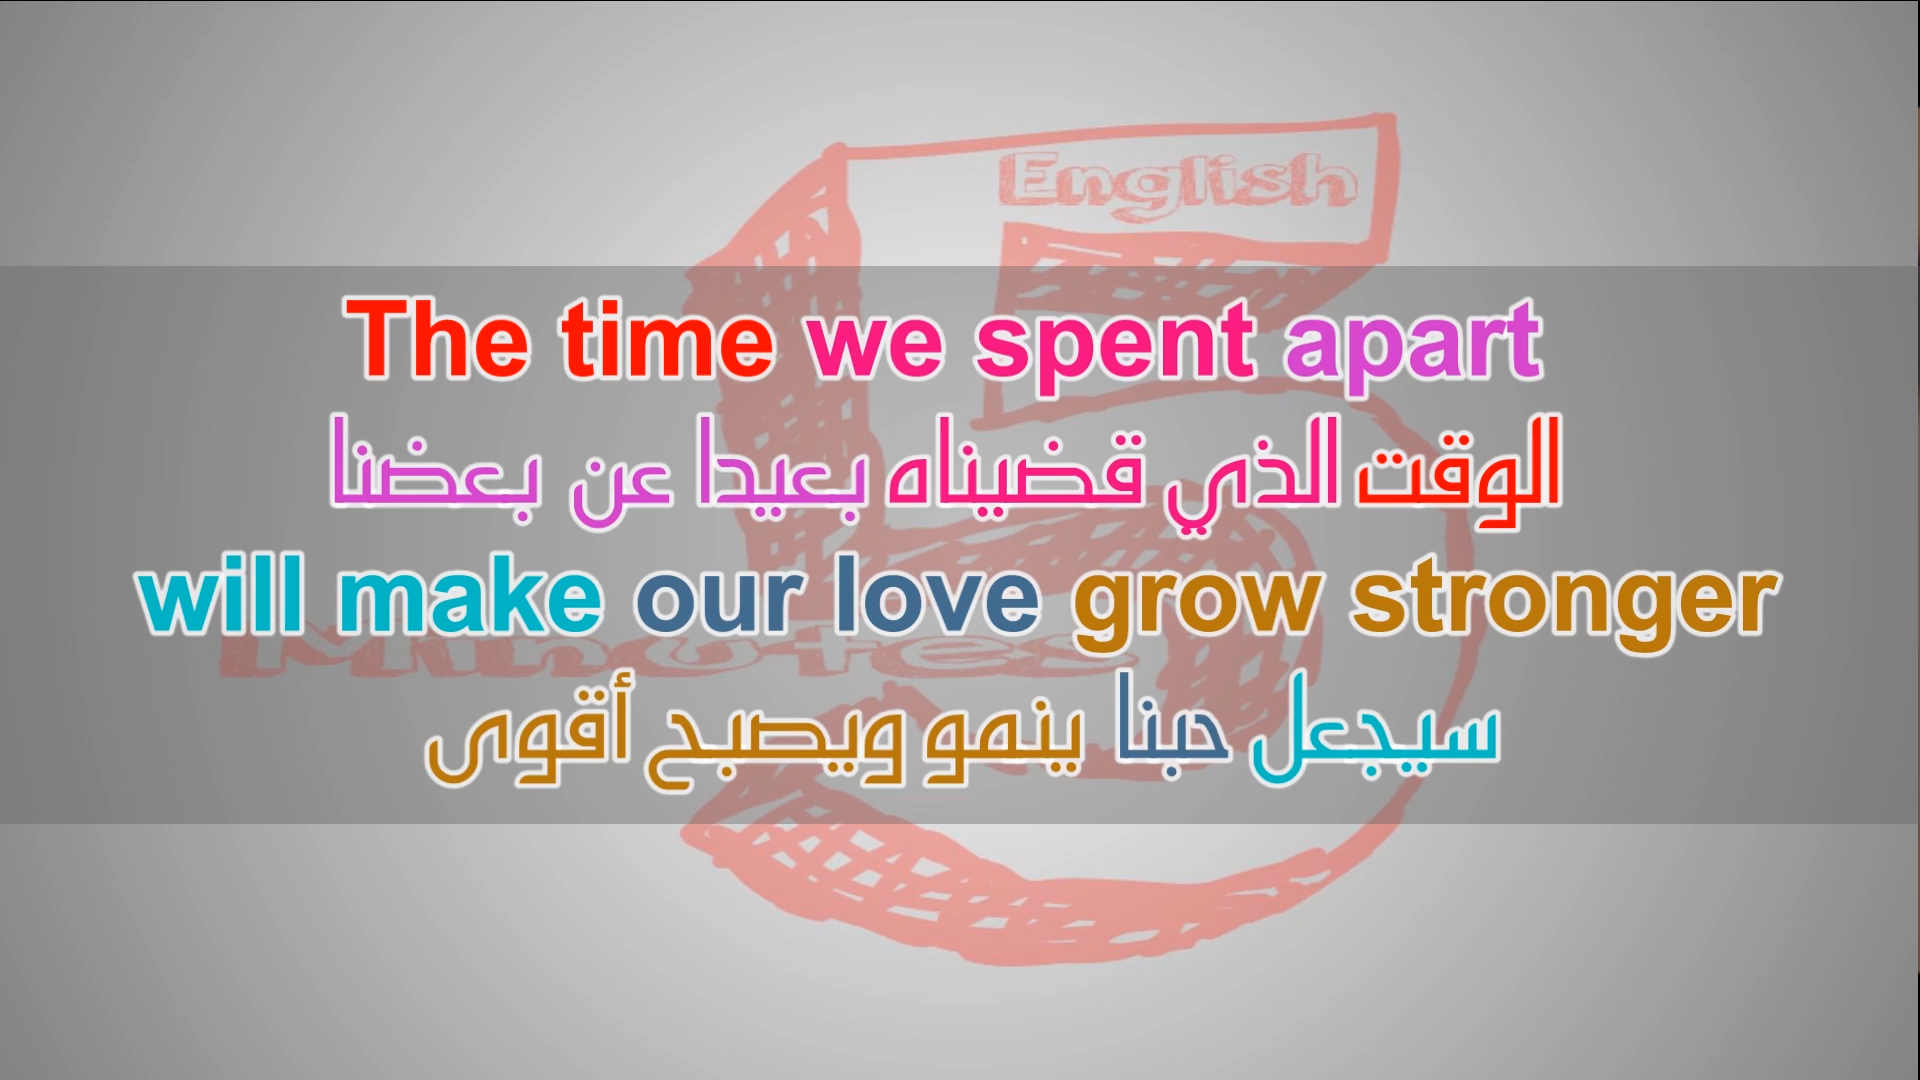 English
The time we spent apart
الوقت الذي قضيناه بعيدا عن بعضنا
will make our love grow stronger
Minutes
سيجعل حبنا ينمو ويصبح أقوى